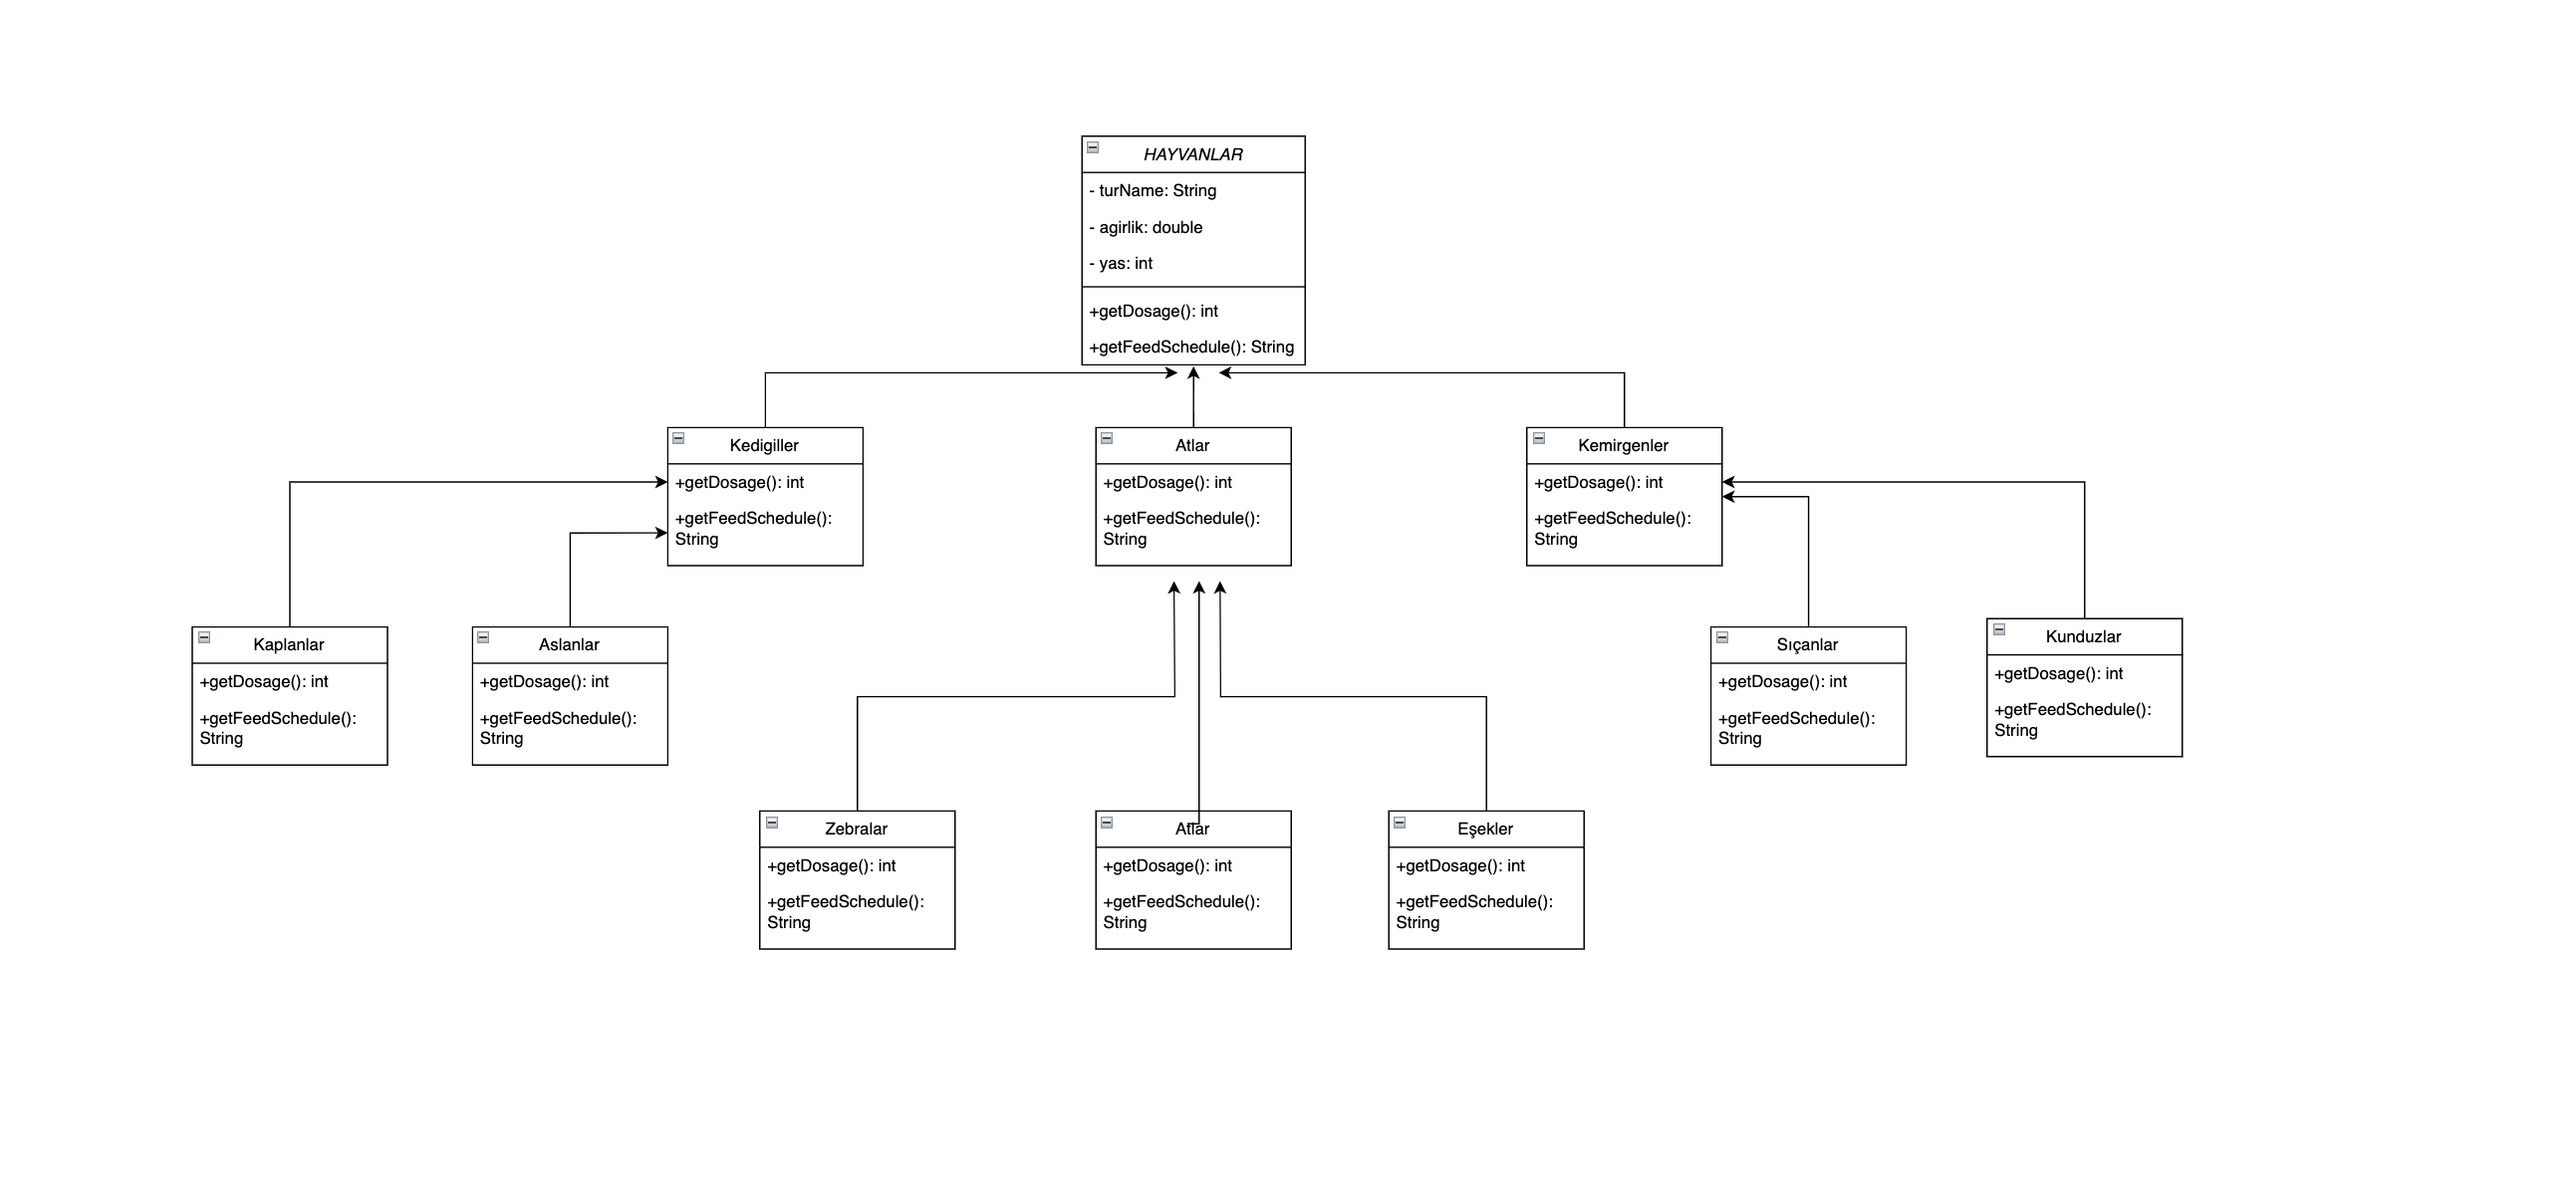 HAYVANLAR
- turName: String
- agirlik: double
- yas: int
+getDosage(): int
+getFeedSchedule(): String
Kedigiller
+getDosage(): int
+getFeedSchedule():
String
Atlar
+getDosage(): int
+getFeedSchedule():
String
Kemirgenler
+getDosage(): int
+getFeedSchedule():
String
Kaplanlar
+getDosage(): int
+getFeedSchedule():
String
Aslanlar
+getDosage(): int
+getFeedSchedule():
String
Sıçanlar
+getDosage(): int
+getFeedSchedule():
String
Kunduzlar
+getDosage(): int
+getFeedSchedule():
String
Zebralar
+getDosage(): int
+getFeedSchedule():
String
Atlar
+getDosage(): int
+getFeedSchedule():
String
Eşekler
+getDosage(): int
+getFeedSchedule():
String